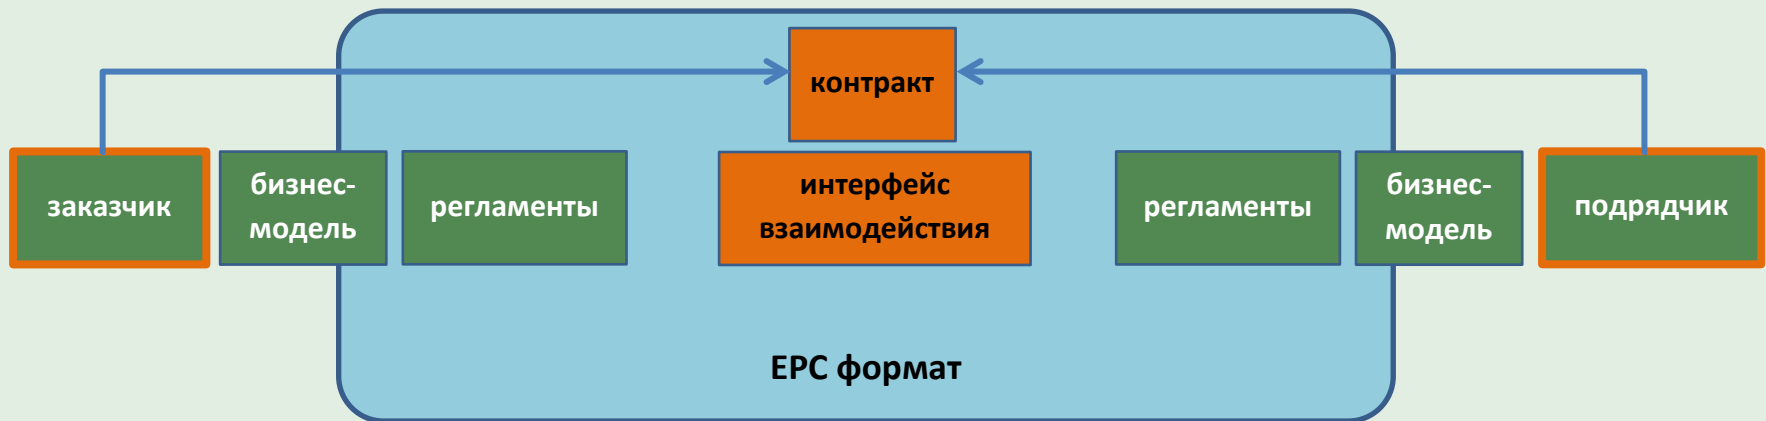 контракт
заказчик
бизнес-
модель
регламенты
интерфейс
взаимодействия
регламенты
бизнес-
модель
подрядчик
EPC формат